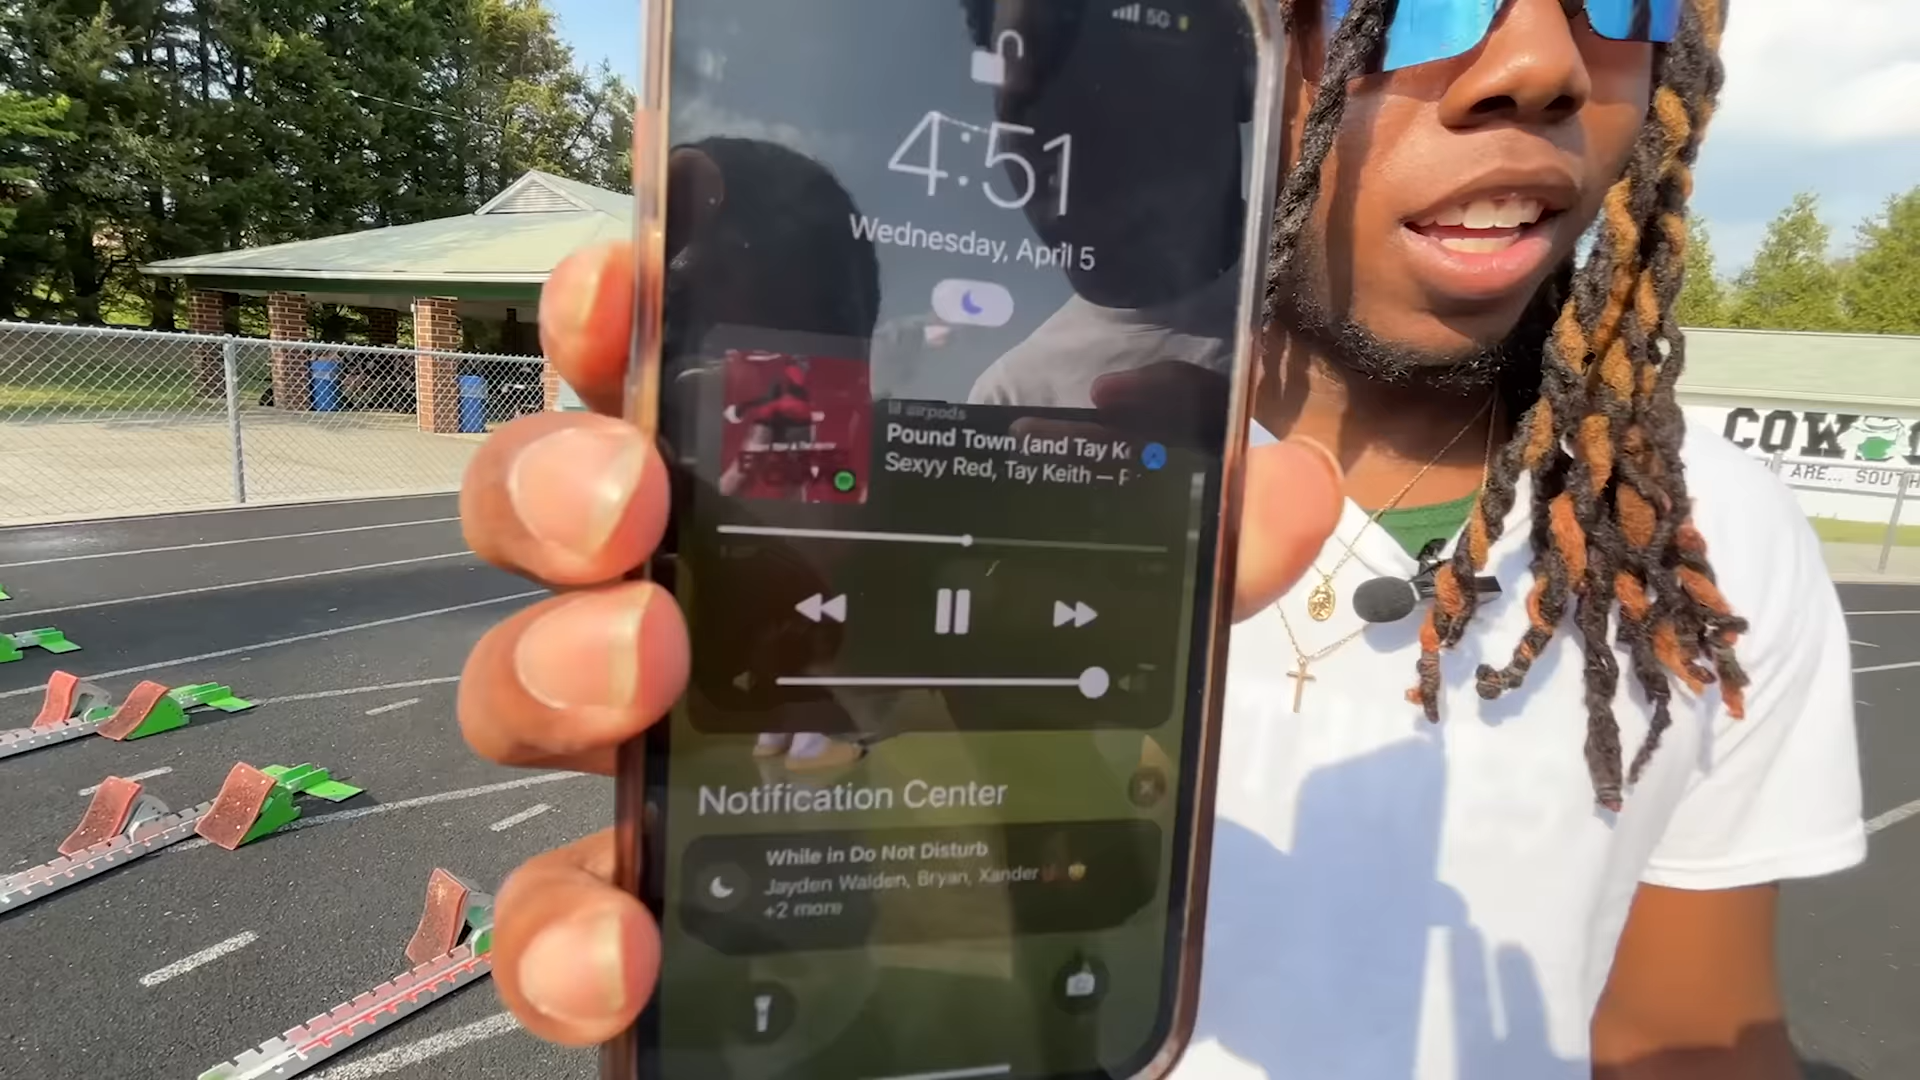 5G
4:51
Wednesday, April 5
airpods
Pound Town (and Tay Ke
Sexyy Red, Tay Keith —
Notification Center
While in Do Not Disturb
Jayden Walden, Bryan, Xander
+2 more
COW
ARE... SOUTH